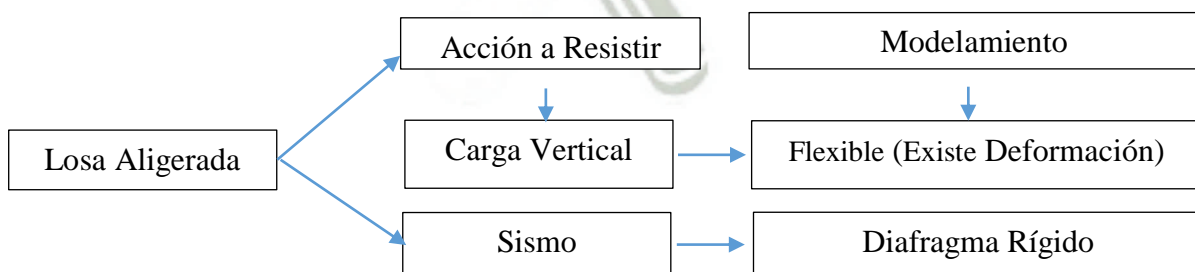 Acción a Resistir
Modelamiento
Losa Aligerada
Carga Vertical
Flexible (Existe Deformación)
Sismo
Diafragma Rígido